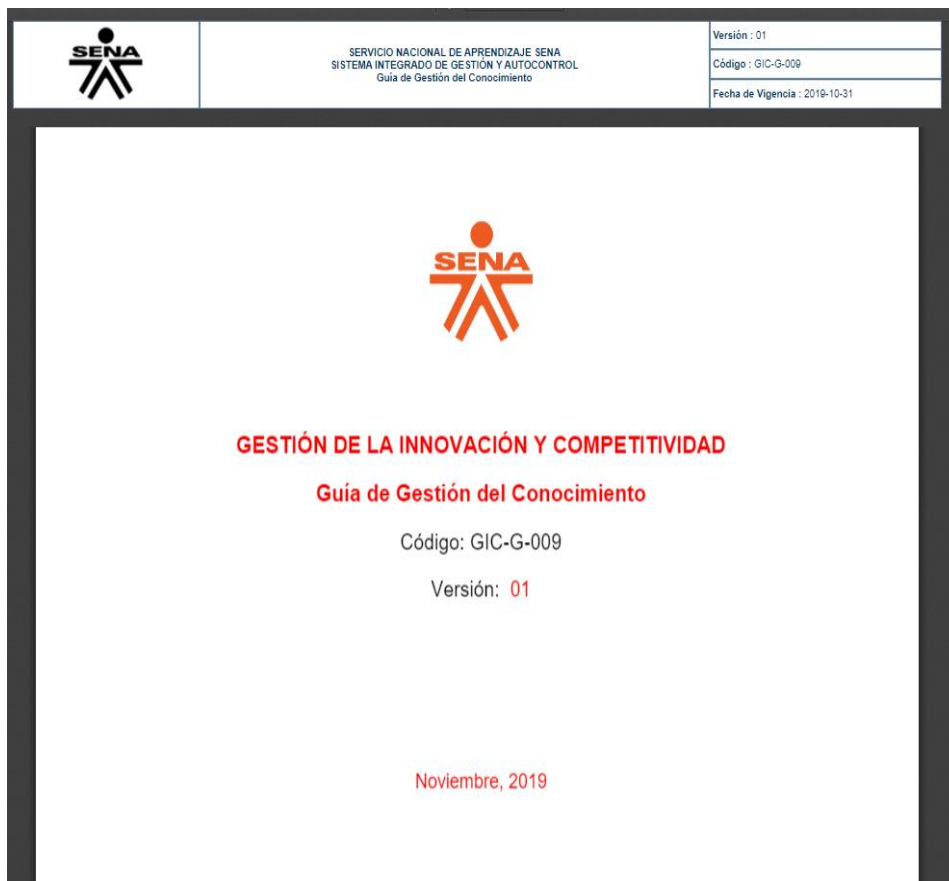 SENA
SERVICIO NACIONAL DE APRENDIZAJE SENA
SISTEMA INTEGRADO DE GESTIÓN Y AUTOCONTROL
Guía de Gestión del Conocimiento
Versión : 01
Código : GIC-G-009
Fecha de Vigencia : 2019-10-31
SENA
GESTIÓN DE LA INNOVACIÓN Y COMPETITIVIDAD
Guía de Gestión del Conocimiento
Código: GIC-G-009
Versión: 01
Noviembre, 2019